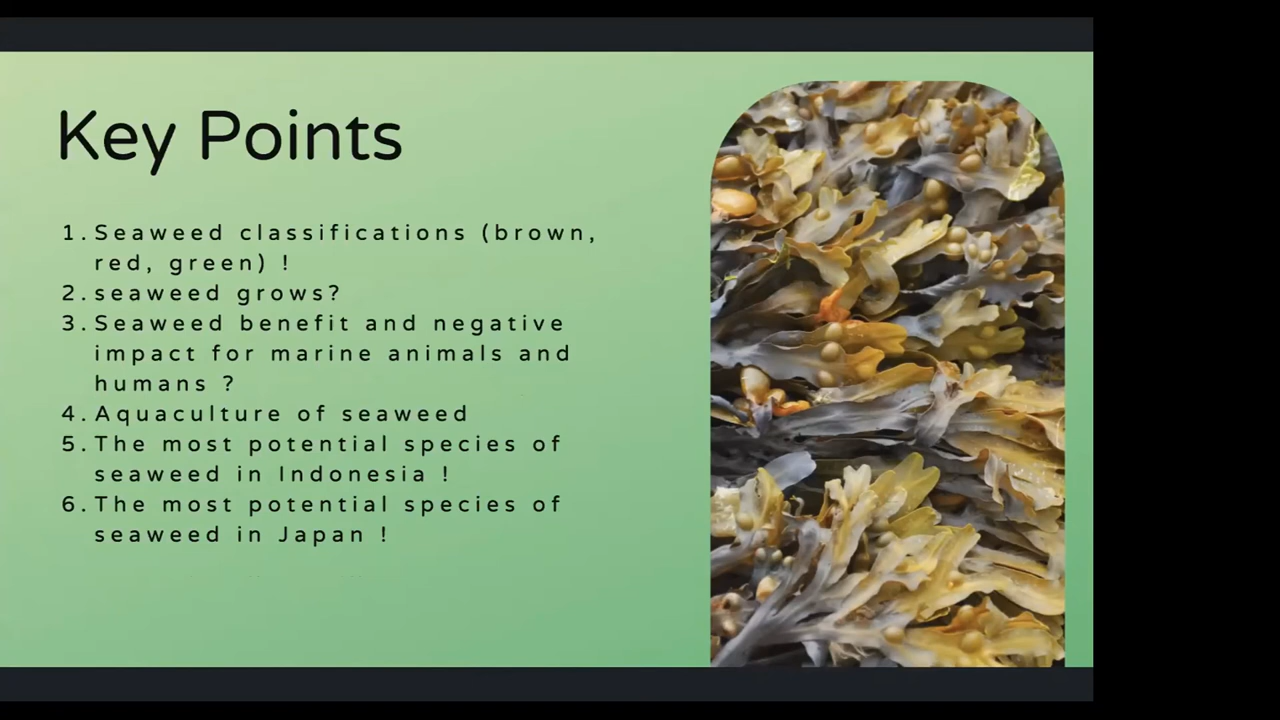 Key Points
1. Seaweed classifications (brown,
red, green) !
2. seaweed grows?
3. Seaweed benefit and negative
impact for marine animals and
humans ?
4. Aquaculture of seaweed
5. The most potential species of
seaweed in Indonesia !
6. The most potential species of
seaweed in Japan !